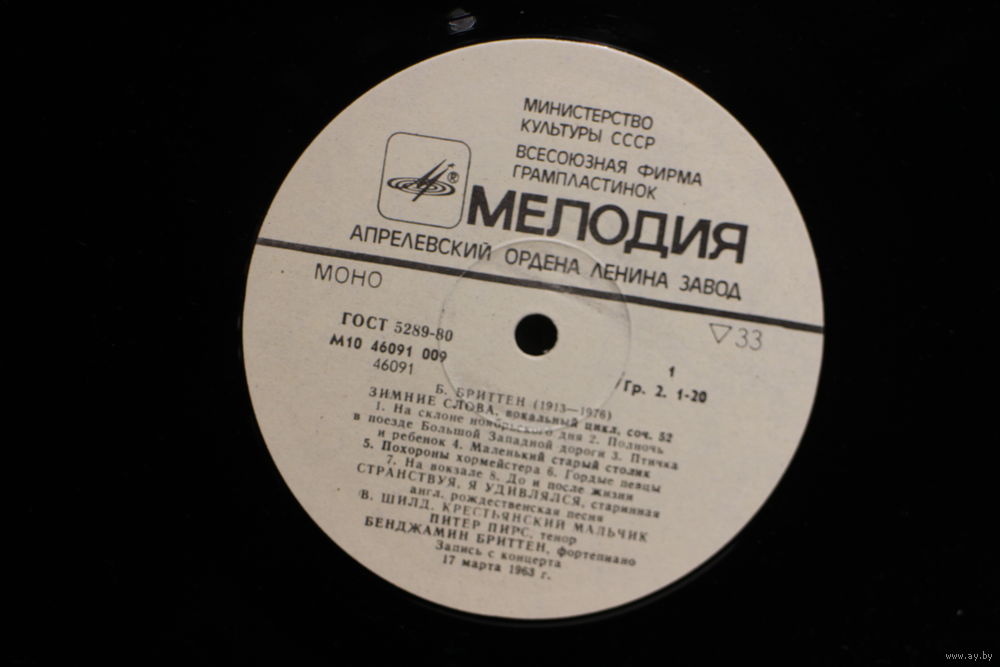 МИНИСТЕРСТВО
КУЛЬТУРЫ СССР
ВСЕСОЮЗНАЯ ФИРМА
ГРАМПЛАСТИНОК
®
МЕЛОДИЯ
АПРЕЛЕВСКИЙ ОРДЕНА ЛЕНИНА ЗАВОД
МОНО
▽33
ГОСТ 5289-80
М10 46091 009
46091
1
Гр. 2. 1-20
Б. БРИТТЕН (1913—1976)
ЗИМНИЕ СЛОВА, вокальный цикл, соч. 52
1. На склоне ноябрьского дня 2. Полночь
в поезде Большой Западной дороги 3. Птичка
и ребенок 4. Маленький старый столик
5. Похороны хормейстера 6. Гордые певцы
7. На вокзале 8. До и после жизни
СТРАНСТВУЯ, Я УДИВЛЯЛСЯ, старинная
англ. рождественская песня
(В. ШИЛД. КРЕСТЬЯНСКИЙ МАЛЬЧИК
ПИТЕР ПИРС, тенор
БЕНДЖАМИН БРИТТЕН, фортепиано
Запись с концерта
17 марта 1963 г.
www.ay.by